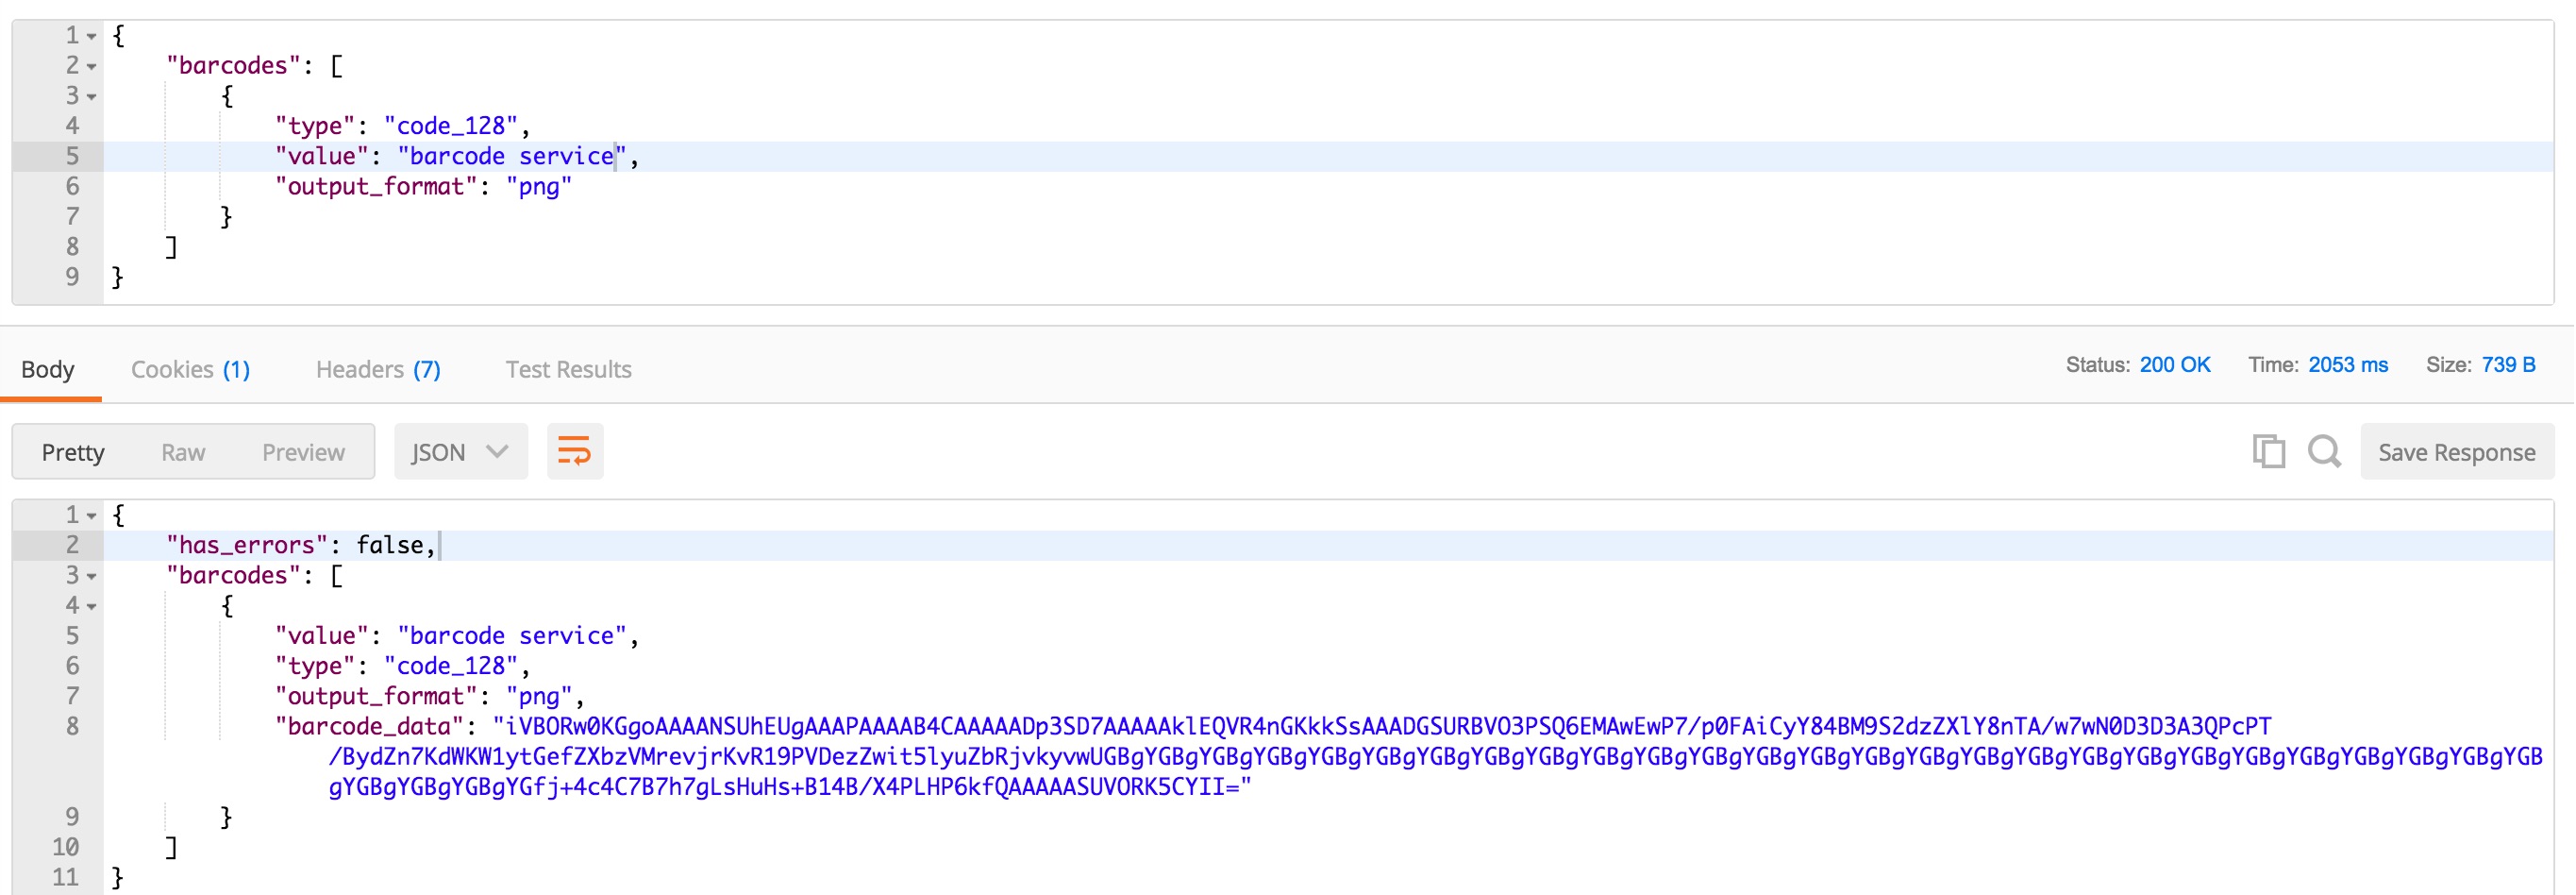 1 {
2 "barcodes": [
3 {
4 "type": "code_128",
5 "value": "barcode service",
6 "output_format": "png"
7 }
8 ]
9 }
Body Cookies (1) Headers (7) Test Results Status: 200 OK Time: 2053 ms Size: 739 B
Pretty Raw Preview JSON Save Response
1 {
2 "has_errors": false,
3 "barcodes": [
4 {
5 "value": "barcode service",
6 "type": "code_128",
7 "output_format": "png",
8 "barcode_data": "iVBORw0KGgoAAAANSUhEUgAAAPAAAAB4CAAAAADp3SD7AAAAAklEQVR4nGKkkSsAAADGSURBVO3PSQ6EMAwEwP7/p0FAiCyY84BM9S2dzZXlY8nTA/w7wN0D3D3A3QPcPT
/BydZn7KdWKW1ytGefZXbzVMrevjrKvR19PVDezZwit5lyuZbRjvkyvwUGBgYGBgYGBgYGBgYGBgYGBgYGBgYGBgYGBgYGBgYGBgYGBgYGBgYGBgYGBgYGBgYGBgYGBgYGBgYGB
gYGBgYGBgYGBgYGfj+4c4C7B7h7gLsHuHs+B14B/X4PLHP6kfQAAAAASUVORK5CYII="
9 }
10 ]
11 }